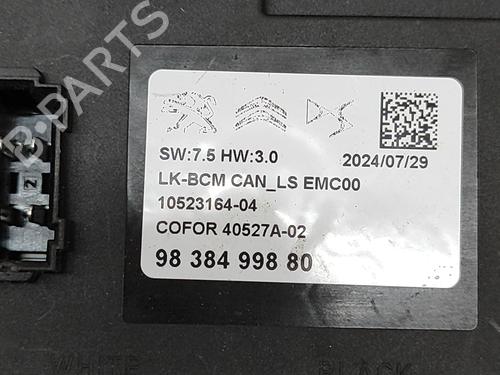 B-PARTS
SW:7.5 HW:3.0 2024/07/29
LK-BCM CAN_LS EMC00
10523164-04
COFOR 40527A-02
98 384 998 80
2
WHITE BLACK